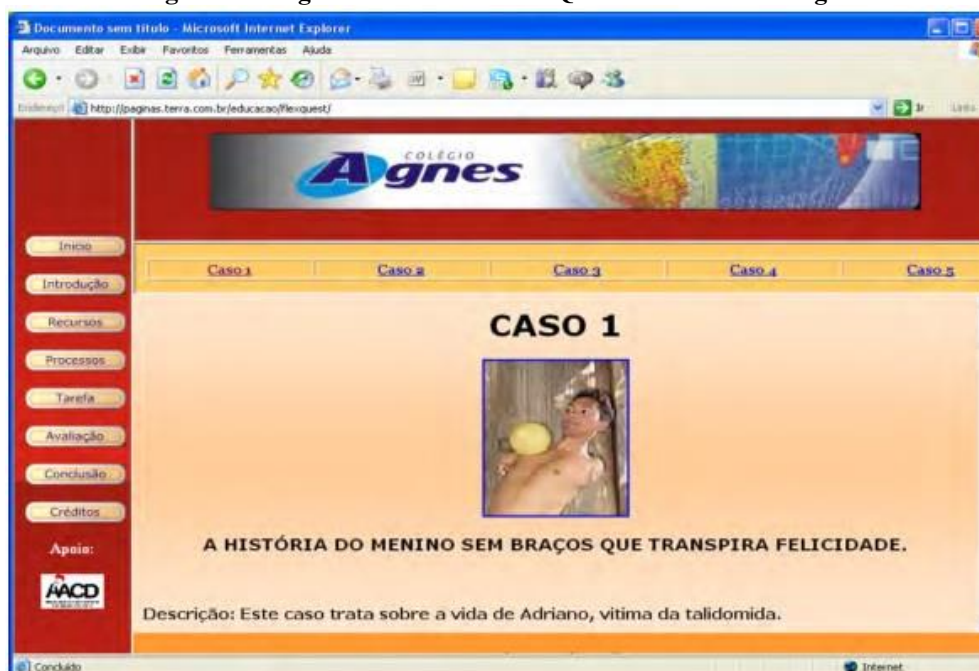 Documento sem título - Microsoft Internet Explorer
Arquivo Editar Exibir Favoritos Ferramentas Ajuda
Endereço http://paginas.terra.com.br/educacao/flexquest/ Ir Links
COLÉGIO
Agnes
Início
Caso 1 Caso 2 Caso 3 Caso 4 Caso 5
Introdução
Recursos
Processos
Tarefa
Avaliação
Conclusão
Créditos
Apoio:
AACD
CASO 1
A HISTÓRIA DO MENINO SEM BRAÇOS QUE TRANSPIRA FELICIDADE.
Descrição: Este caso trata sobre a vida de Adriano, vitima da talidomida.
Concluído Internet